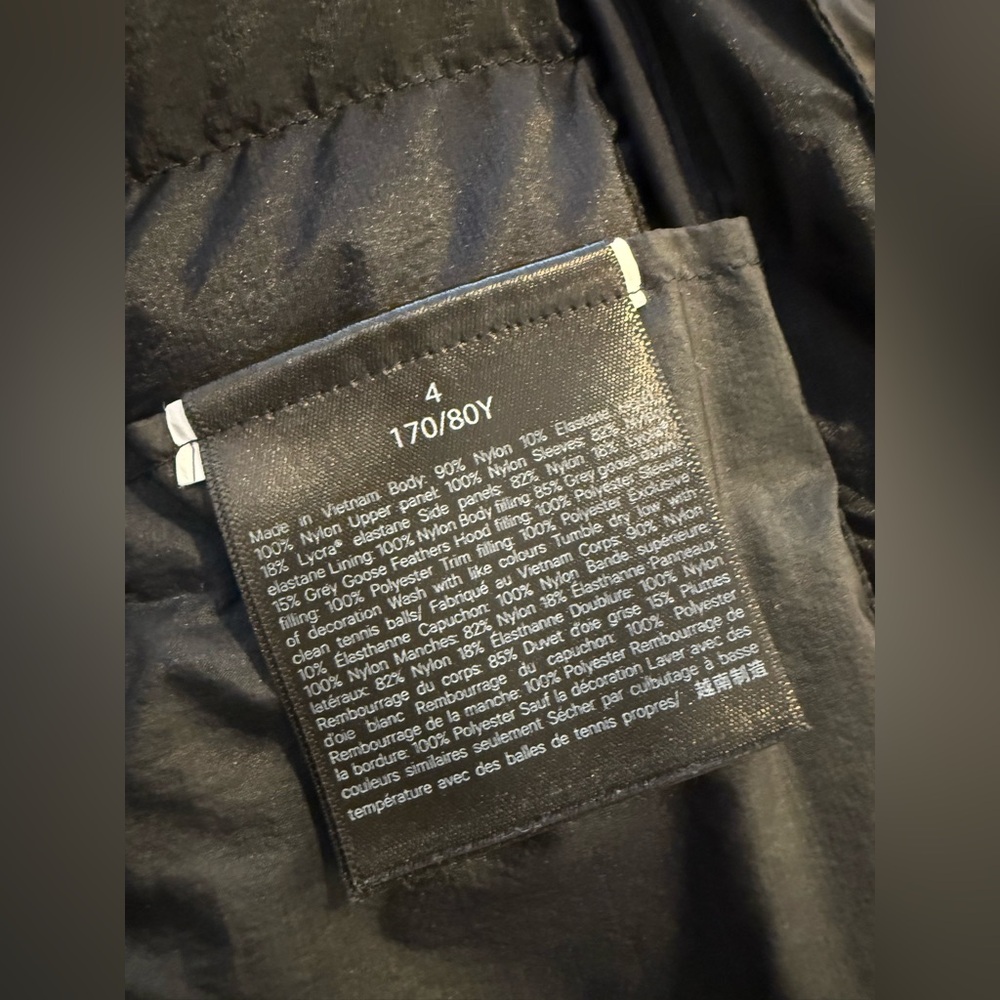 4
170/80Y
Made in Vietnam Body: 90% Nylon 10% Elastane
100% Nylon Upper panel: 100% Nylon Sleeves: 82% Nylon
18% Lycra® elastane Side panels: 82% Nylon 18% Lycra®
elastane Lining: 100% Nylon Body filling: 85% Grey goose down
15% Grey Goose Feathers Hood filling: 100% Polyester Sleeve
filling: 100% Polyester Trim filling: 100% Polyester Exclusive
of decoration Wash with like colours Tumble dry low with
clean tennis balls/ Fabriqué au Vietnam Corps: 90% Nylon
10% Élasthanne Capuchon: 100% Nylon Bande supérieure:
100% Nylon Manches: 82% Nylon 18% Élasthanne Panneaux
latéraux: 82% Nylon 18% Élasthanne Doublure: 100% Nylon
Rembourrage du corps: 85% Duvet d'oie grise 15% Plumes
d'oie blanc Rembourrage du capuchon: 100% Polyester
Rembourrage de la manche: 100% Polyester Rembourrage de
la bordure: 100% Polyester Sauf la décoration Laver avec des
couleurs similaires seulement Sécher par culbutage à basse
température avec des balles de tennis propres/ 越南制造